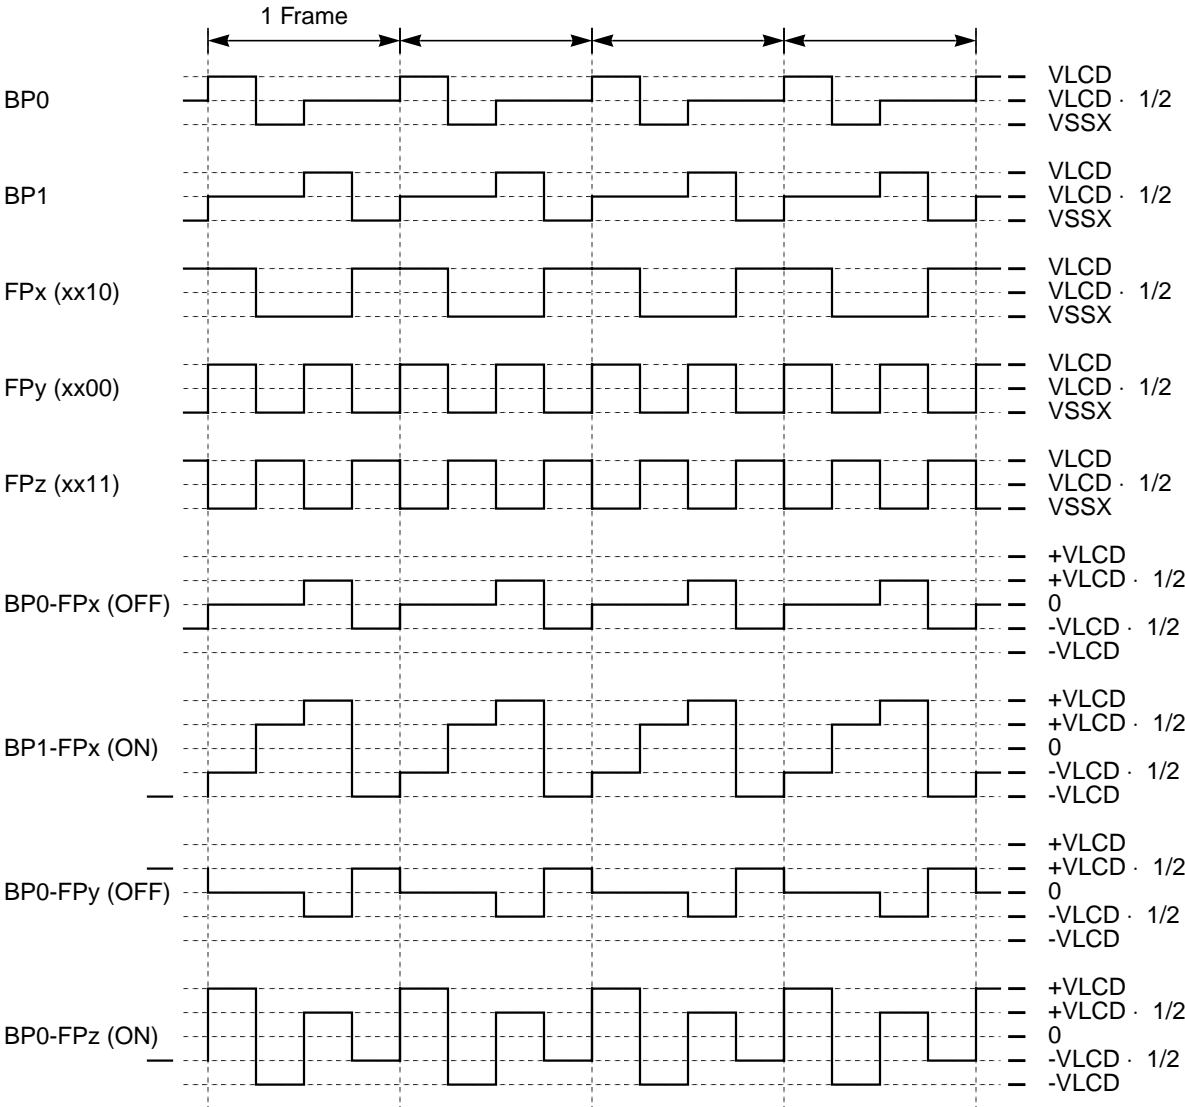 1 Frame
BP0
VLCD
VLCD · 1/2
VSSX
BP1
VLCD
VLCD · 1/2
VSSX
FPx (xx10)
VLCD
VLCD · 1/2
VSSX
FPy (xx00)
VLCD
VLCD · 1/2
VSSX
FPz (xx11)
VLCD
VLCD · 1/2
VSSX
BP0-FPx (OFF)
+VLCD
+VLCD · 1/2
0
-VLCD · 1/2
-VLCD
BP1-FPx (ON)
+VLCD
+VLCD · 1/2
0
-VLCD · 1/2
-VLCD
BP0-FPy (OFF)
+VLCD
+VLCD · 1/2
0
-VLCD · 1/2
-VLCD
BP0-FPz (ON)
+VLCD
+VLCD · 1/2
0
-VLCD · 1/2
-VLCD